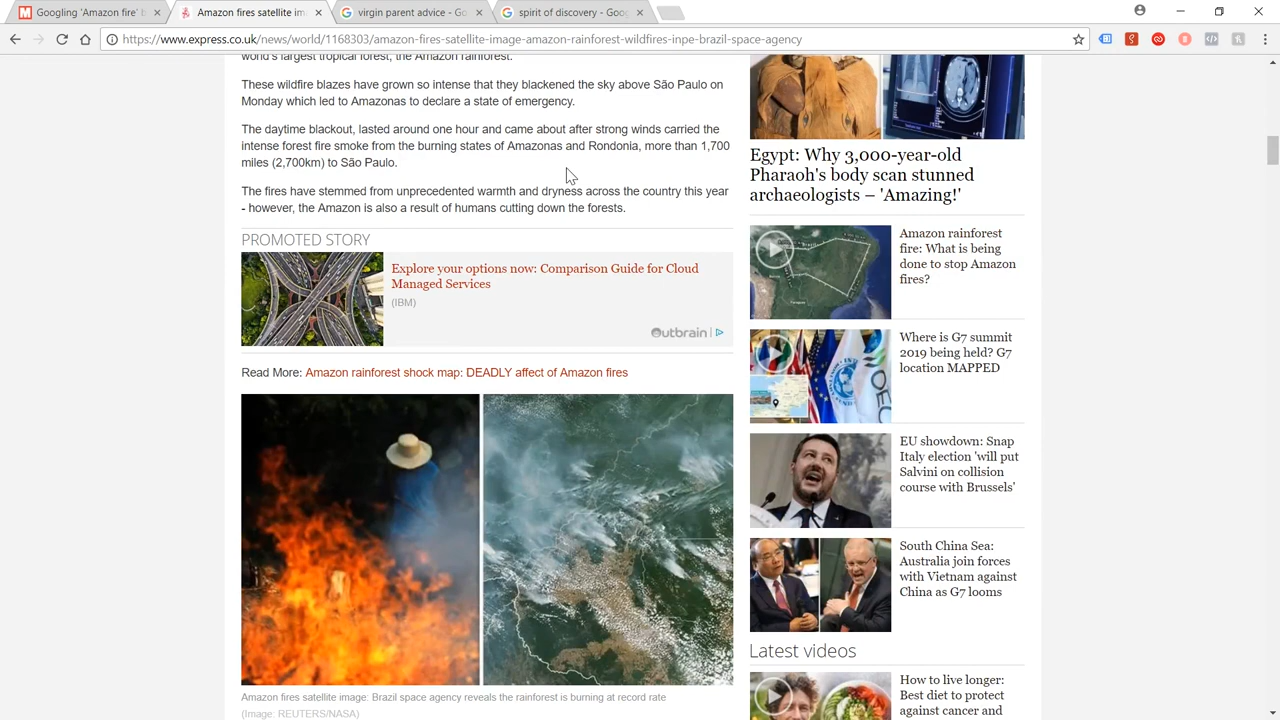 Googling 'Amazon fire' b
Amazon fires satellite im
virgin parent advice - Go
spirit of discovery - Goog
https://www.express.co.uk/news/world/1168303/amazon-fires-satellite-image-amazon-rainforest-wildfires-inpe-brazil-space-agency
world's largest tropical forest, the Amazon rainforest.
These wildfire blazes have grown so intense that they blackened the sky above São Paulo on
Monday which led to Amazonas to declare a state of emergency.
The daytime blackout, lasted around one hour and came about after strong winds carried the
intense forest fire smoke from the burning states of Amazonas and Rondonia, more than 1,700
miles (2,700km) to São Paulo.
The fires have stemmed from unprecedented warmth and dryness across the country this year
- however, the Amazon is also a result of humans cutting down the forests.
PROMOTED STORY
Explore your options now: Comparison Guide for Cloud
Managed Services
(IBM)
Outbrain
Read More: Amazon rainforest shock map: DEADLY affect of Amazon fires
Amazon fires satellite image: Brazil space agency reveals the rainforest is burning at record rate
(Image: REUTERS/NASA)
Egypt: Why 3,000-year-old
Pharaoh's body scan stunned
archaeologists – 'Amazing!'
Amazon rainforest
fire: What is being
done to stop Amazon
fires?
Where is G7 summit
2019 being held? G7
location MAPPED
EU showdown: Snap
Italy election 'will put
Salvini on collision
course with Brussels'
South China Sea:
Australia join forces
with Vietnam against
China as G7 looms
Latest videos
How to live longer:
Best diet to protect
against cancer and